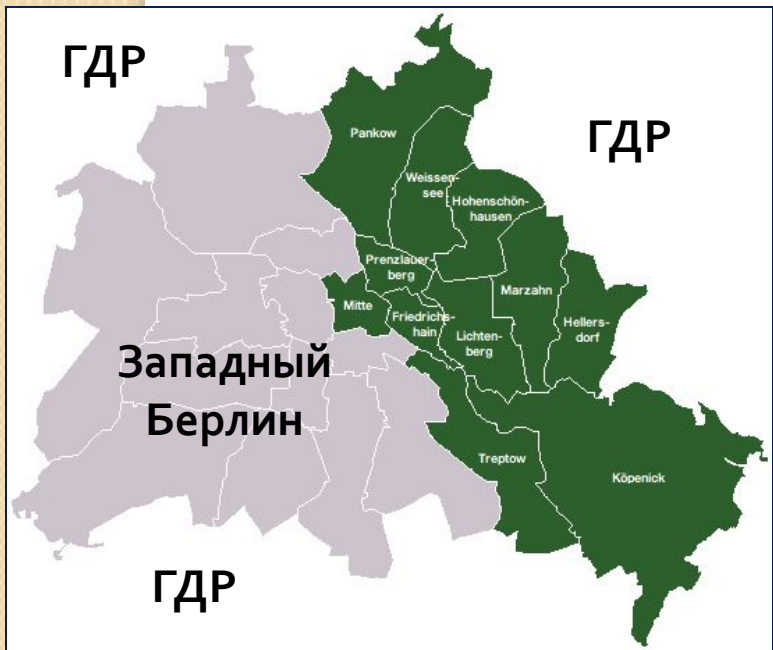 ГДР
ГДР
Pankow
Weissen-
see
Hohenschön-
hausen
Prenzlauer-
berg
Marzahn
Mitte
Friedrichs-
hain
Lichten-
berg
Hellers-
dorf
Западный
Берлин
Treptow
Köpenick
ГДР